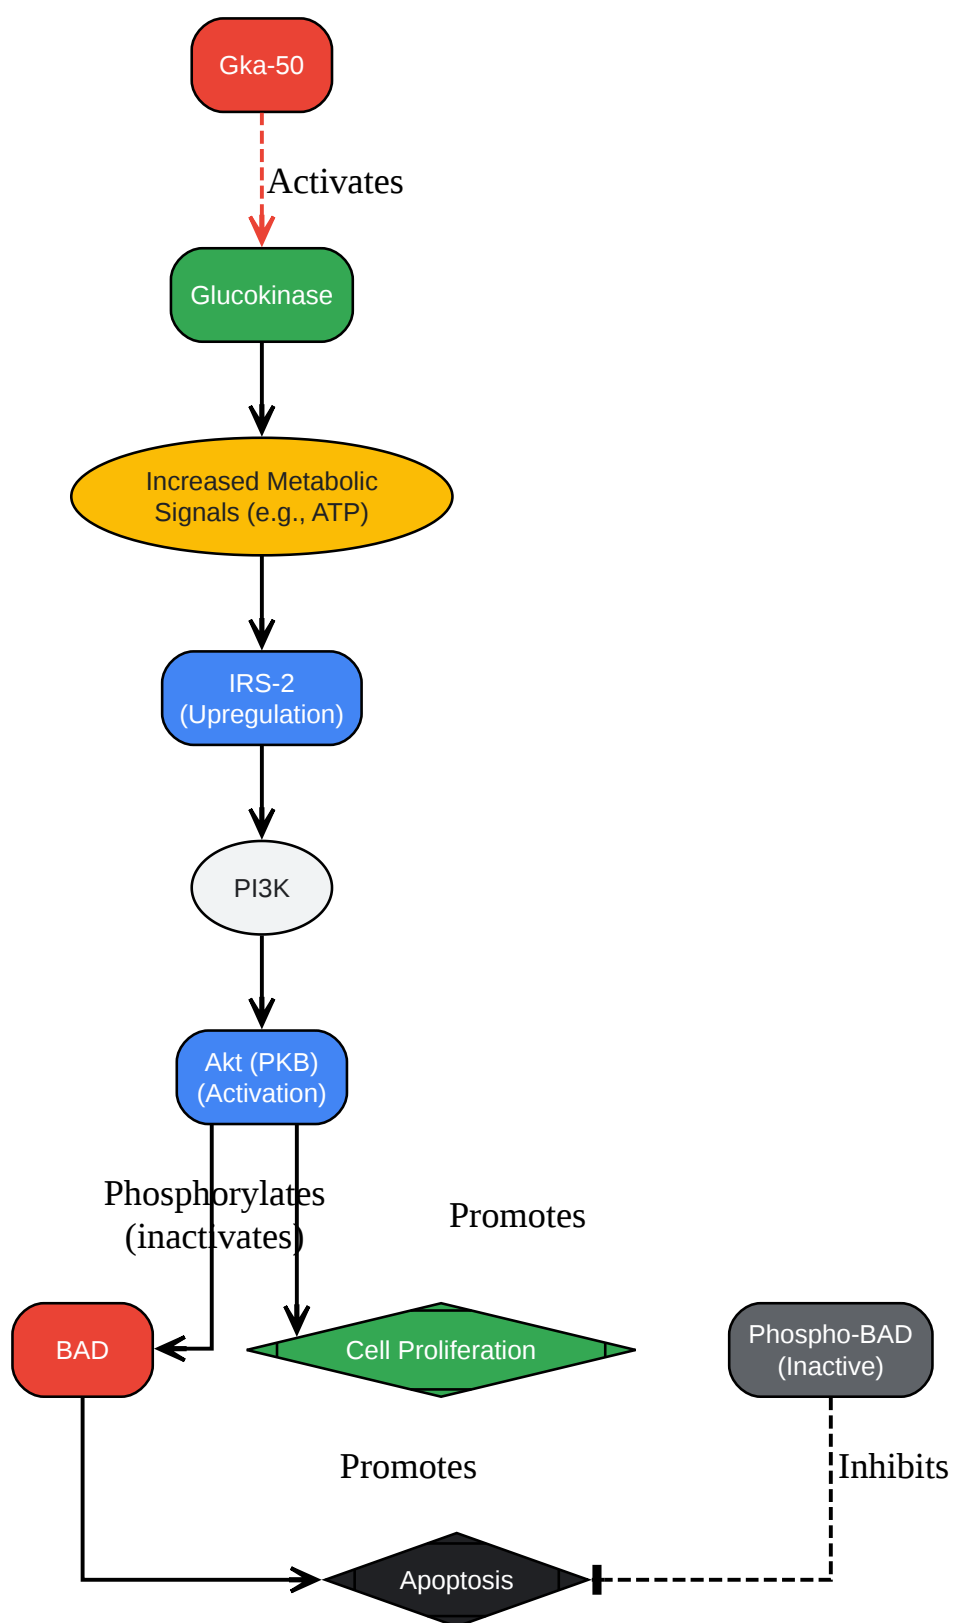 Gka-50
Activates
Glucokinase
Increased Metabolic
Signals (e.g., ATP)
IRS-2
(Upregulation)
PI3K
Akt (PKB)
(Activation)
Phosphorylates
(inactivates)
Promotes
BAD
Cell Proliferation
Phospho-BAD
(Inactive)
Promotes
Inhibits
Apoptosis